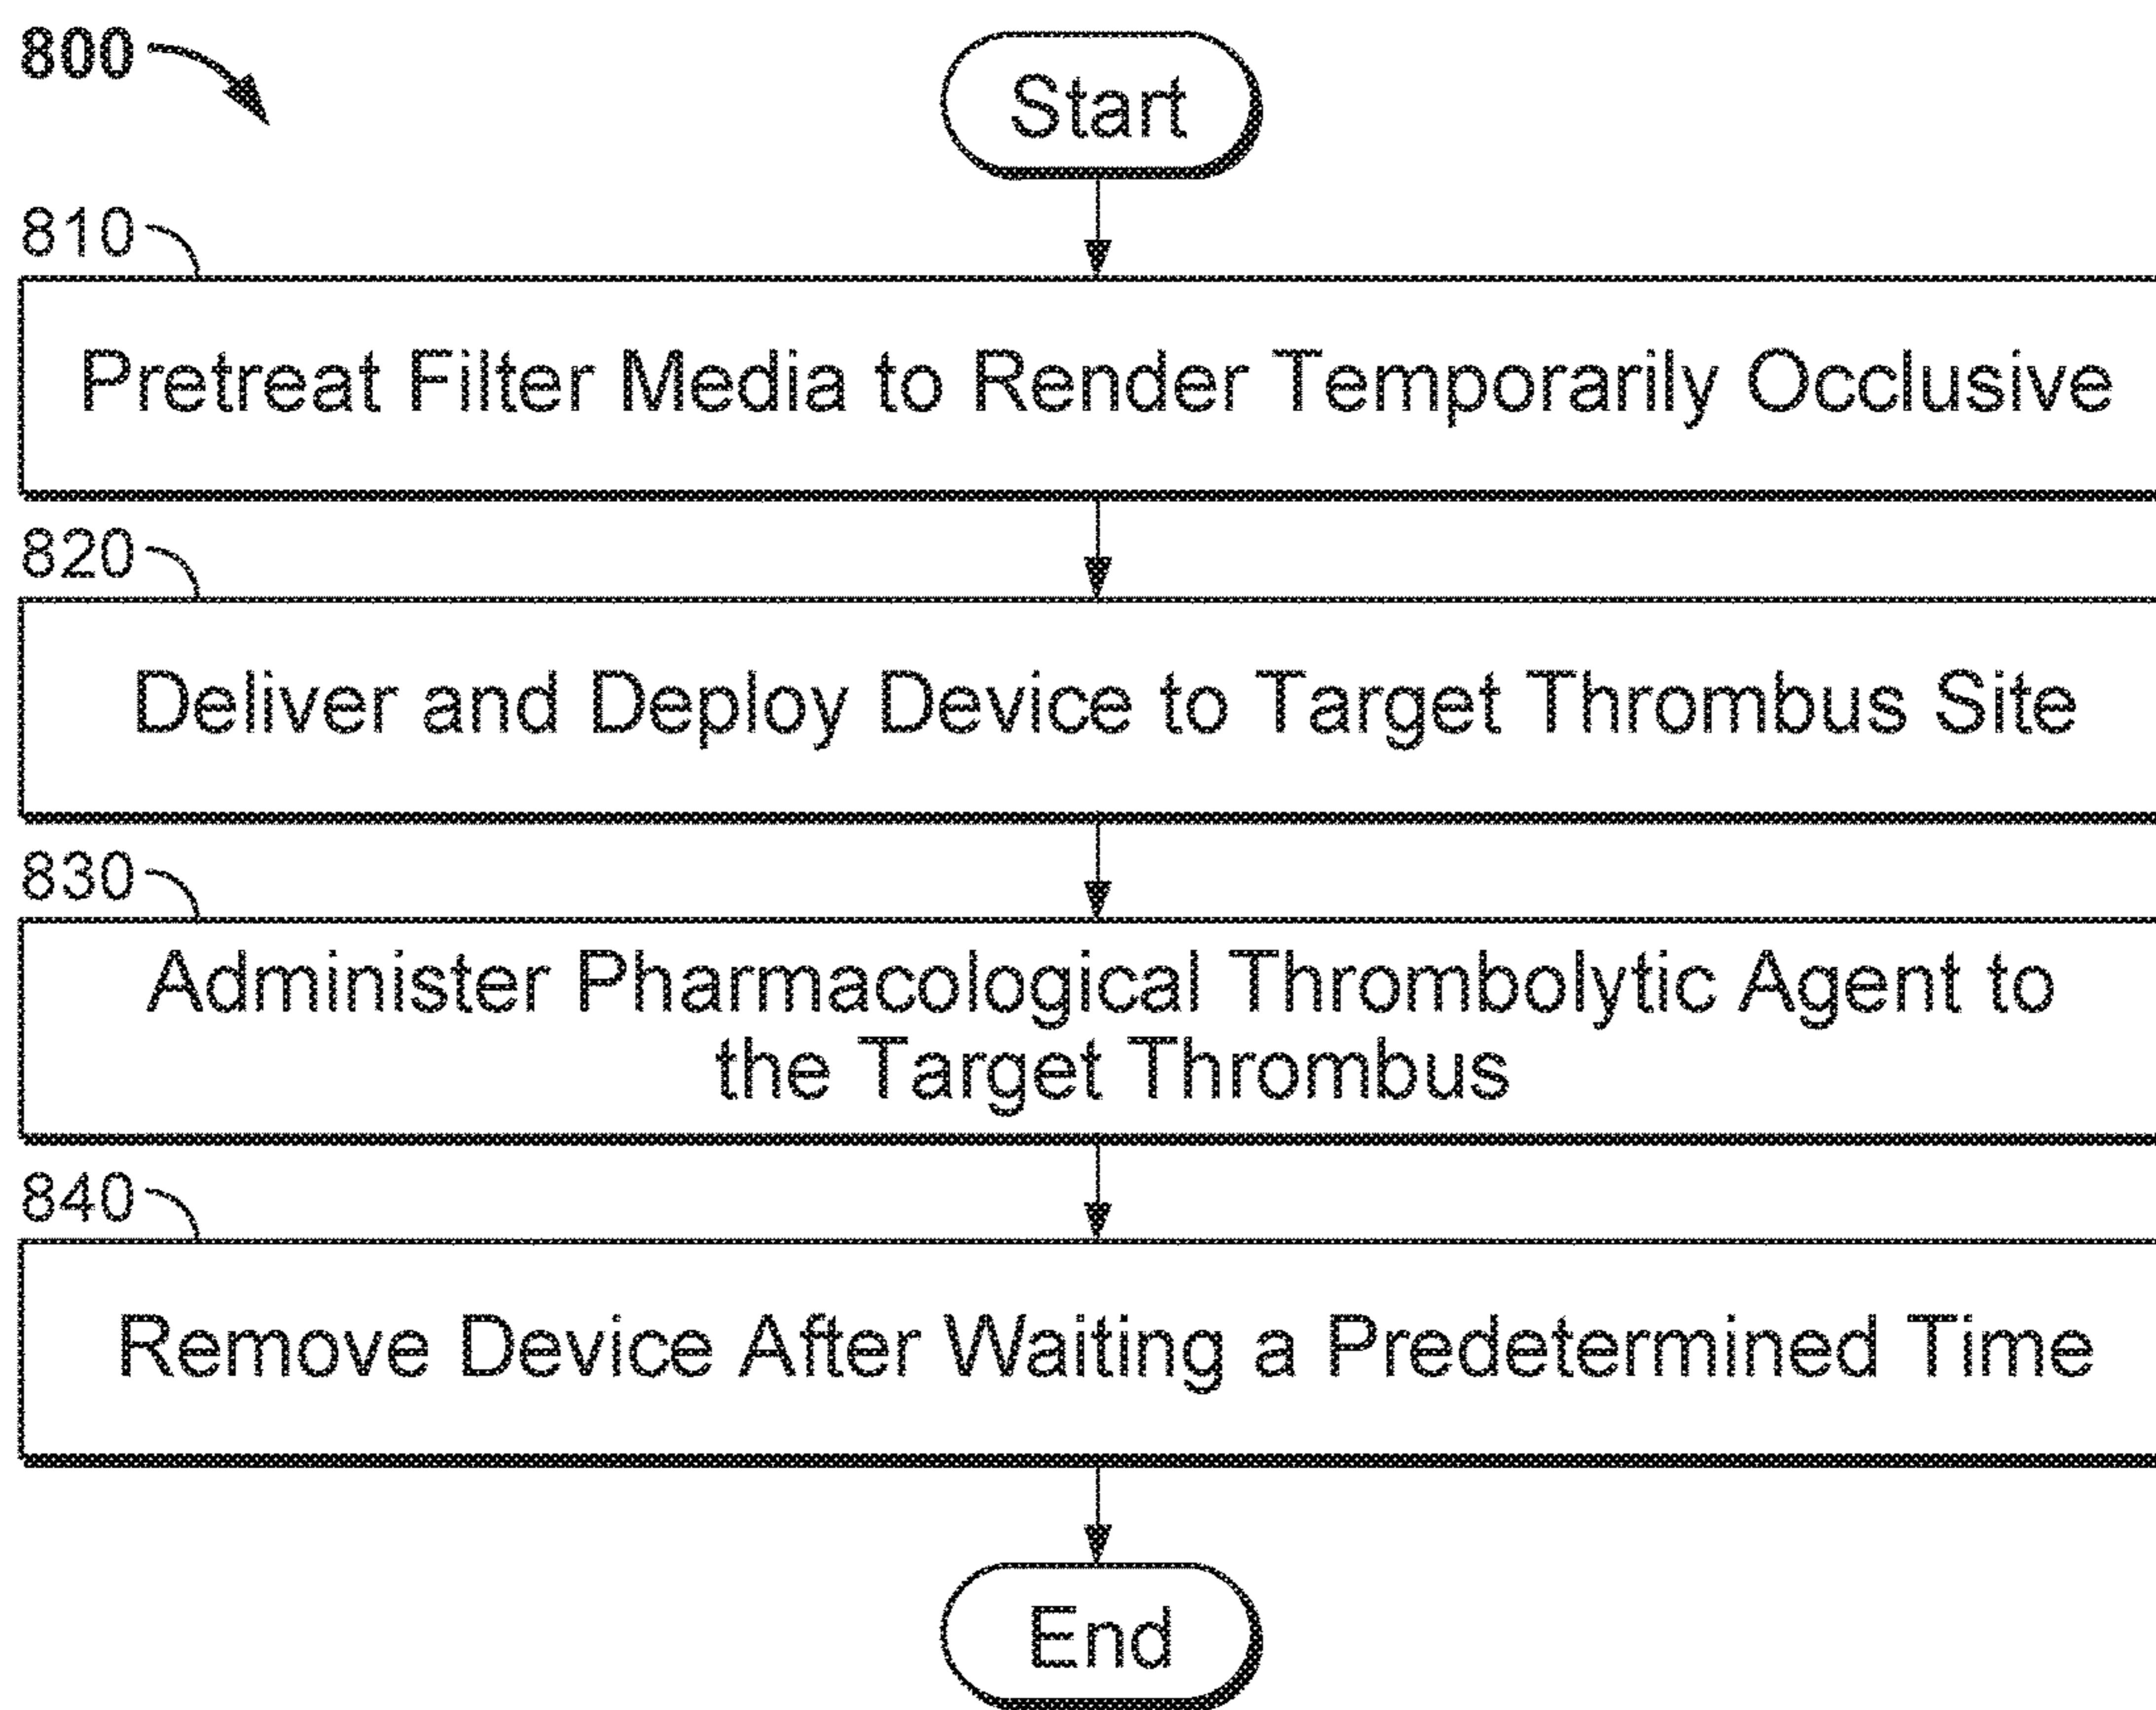 800
Start
810
Pretreat Filter Media to Render Temporarily Occlusive
820
Deliver and Deploy Device to Target Thrombus Site
830
Administer Pharmacological Thrombolytic Agent to
the Target Thrombus
840
Remove Device After Waiting a Predetermined Time
End